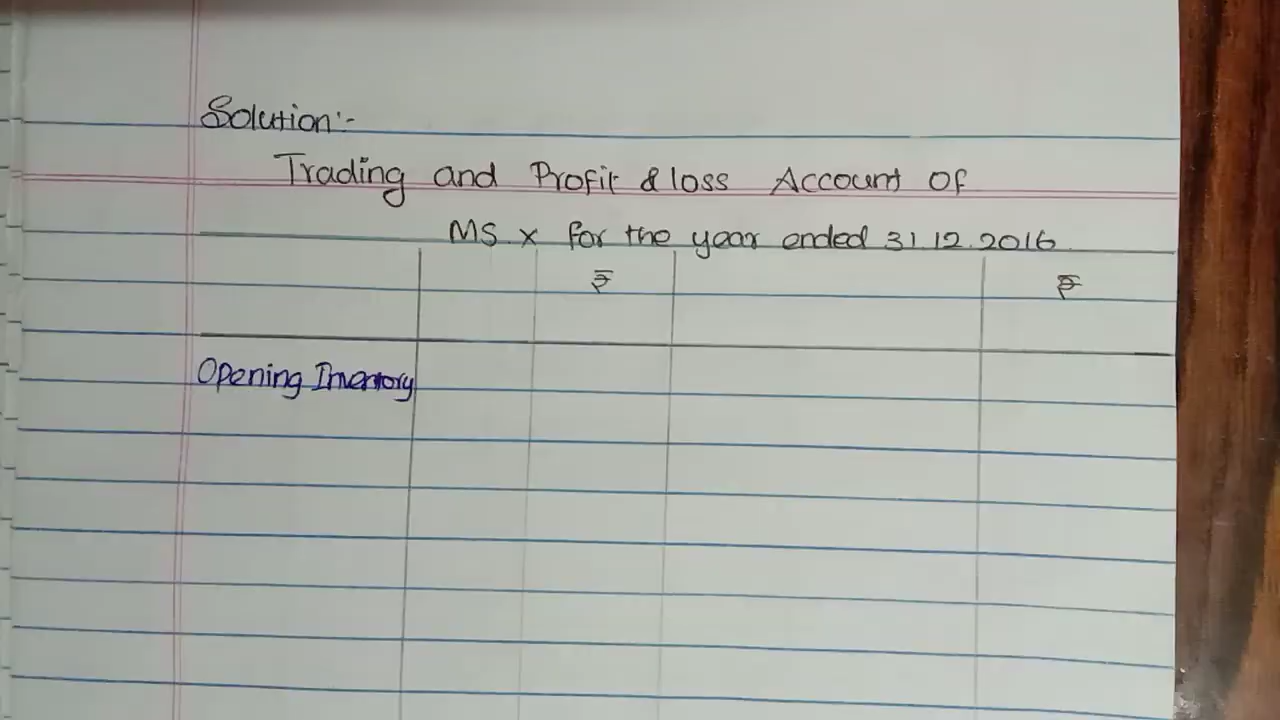 Solution:-
Trading and Profit & loss Account of
MS. X for the year ended 31.12.2016
₹ ₹
Opening Inventory